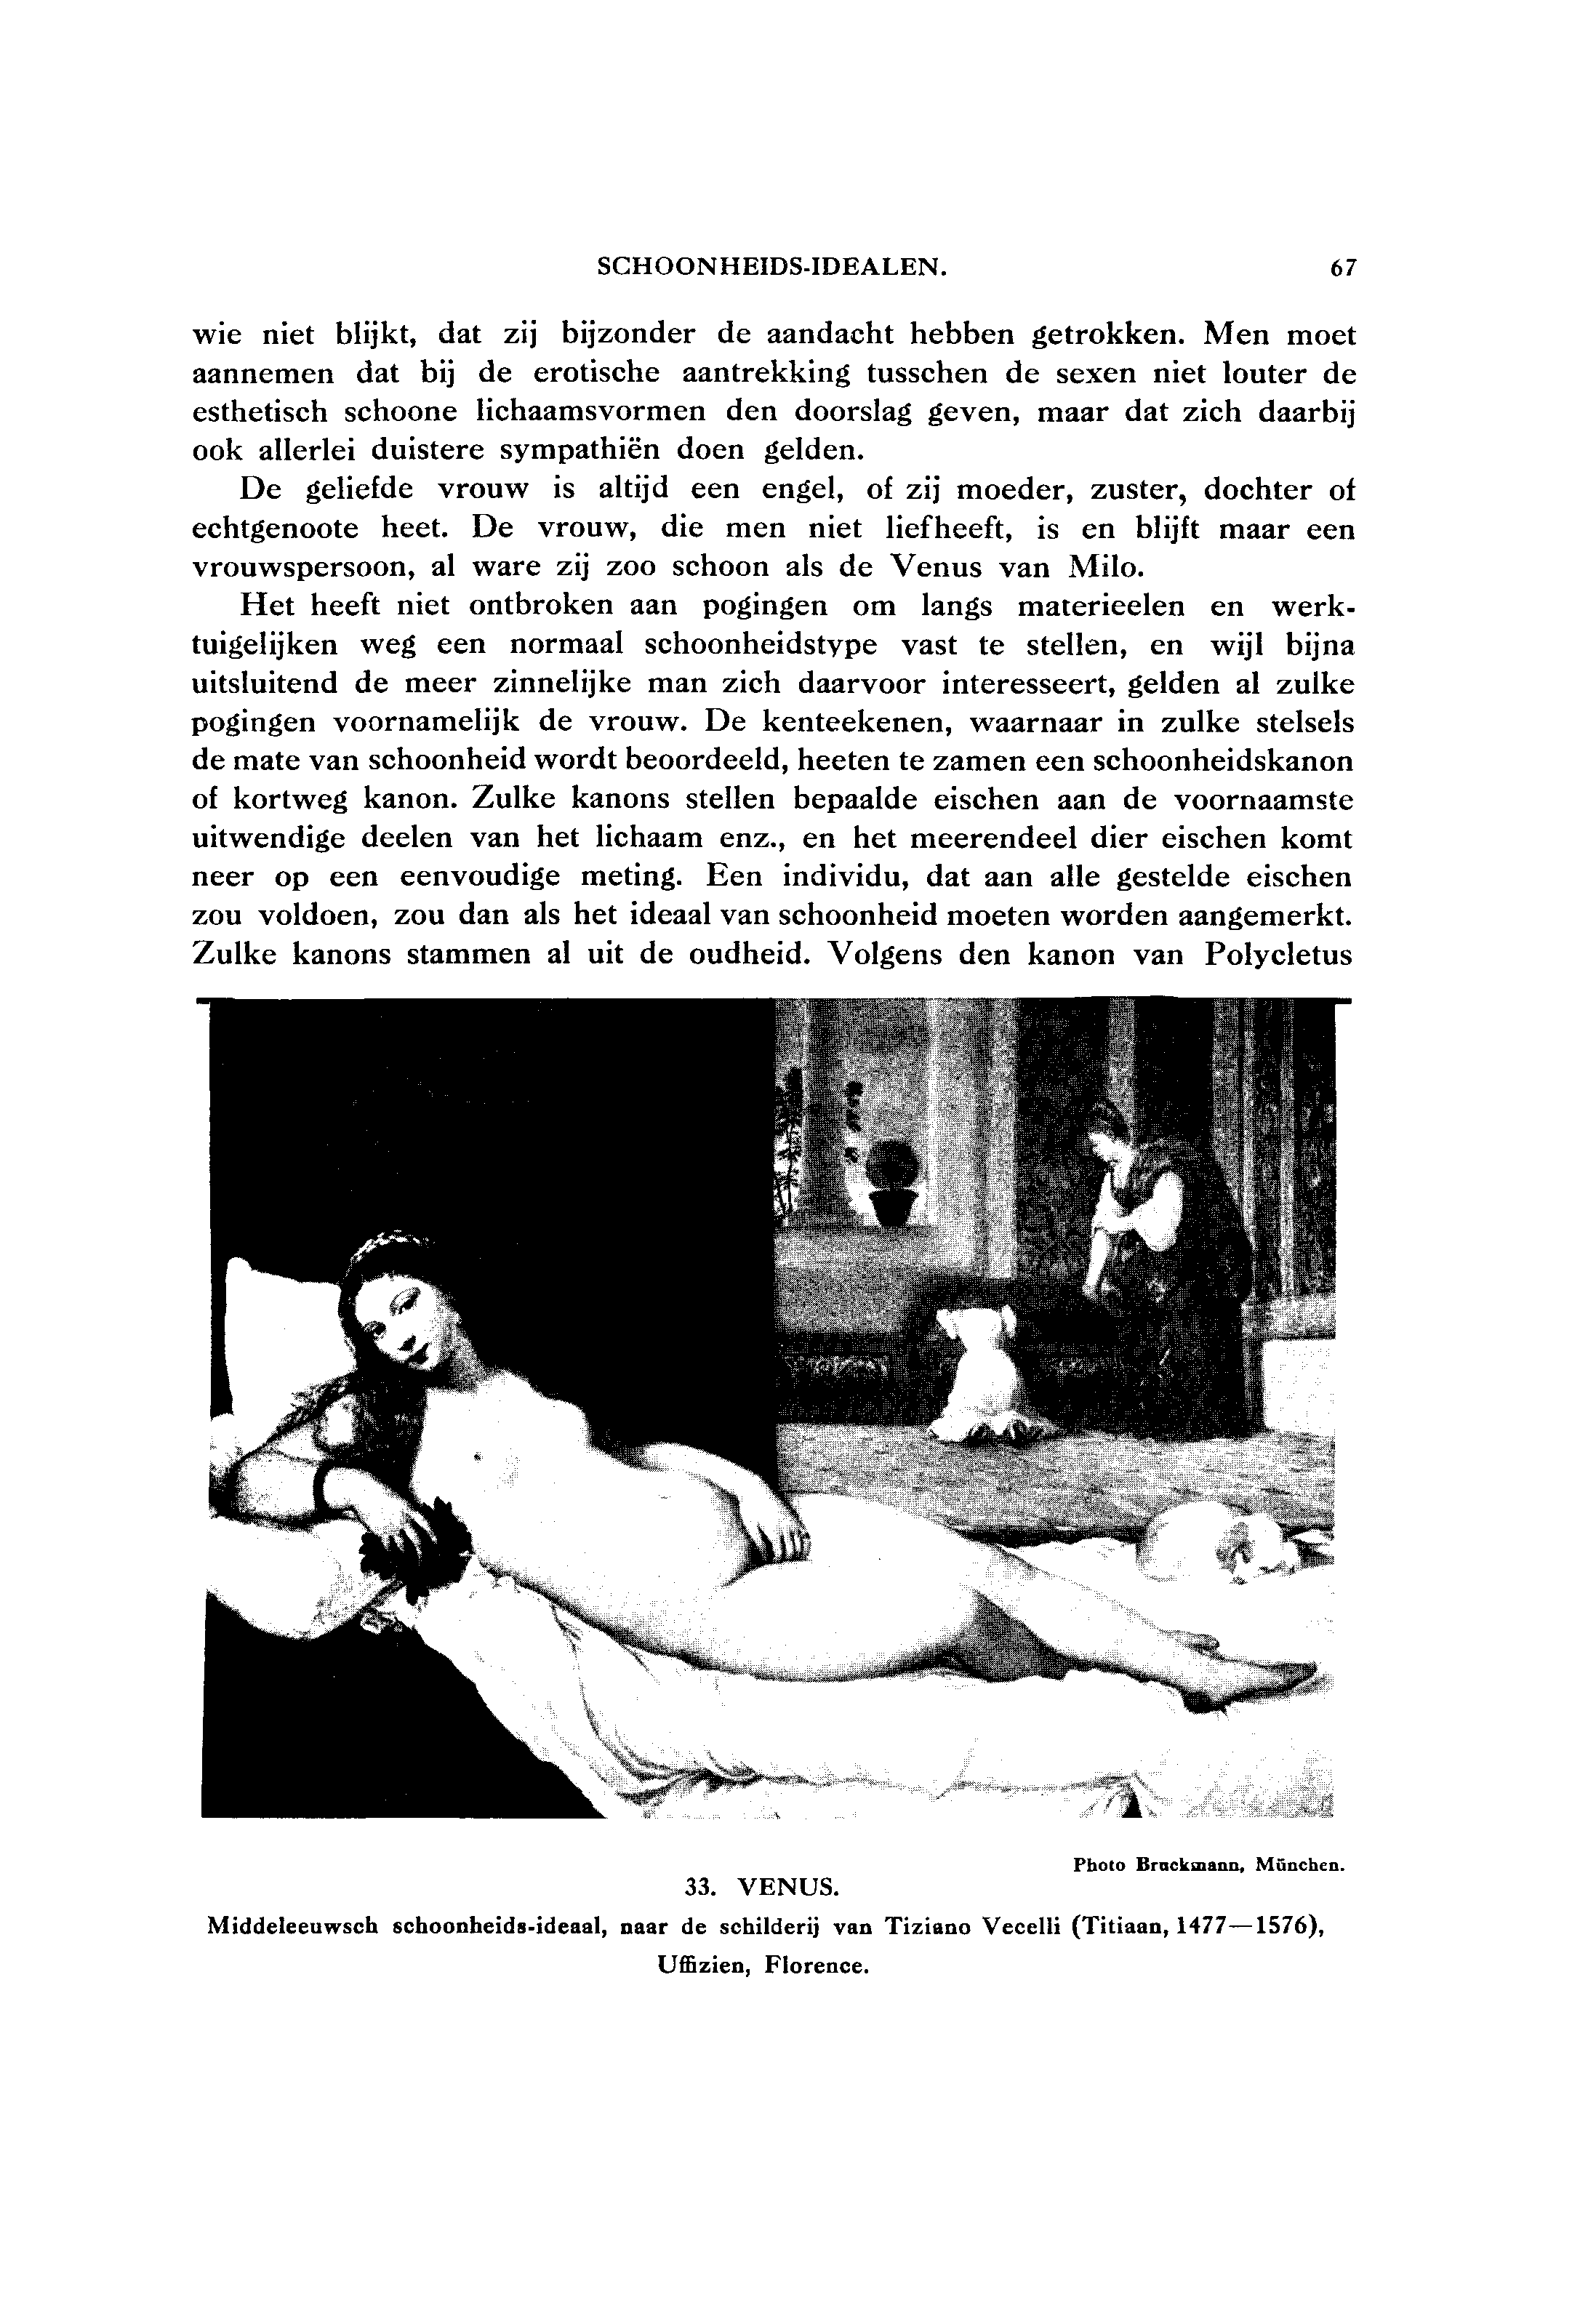 SCHOONHEIDS-IDEALEN. 67
wie niet blijkt, dat zij bijzonder de aandacht hebben getrokken. Men moet
aannemen dat bij de erotische aantrekking tusschen de sexen niet louter de
esthetisch schoone lichaamsvormen den doorslag geven, maar dat zich daarbij
ook allerlei duistere sympathiën doen gelden.
De geliefde vrouw is altijd een engel, of zij moeder, zuster, dochter of
echtgenoote heet. De vrouw, die men niet liefheeft, is en blijft maar een
vrouwspersoon, al ware zij zoo schoon als de Venus van Milo.
Het heeft niet ontbroken aan pogingen om langs materieelen en werk-
tuigelijken weg een normaal schoonheidstype vast te stellen, en wijl bijna
uitsluitend de meer zinnelijke man zich daarvoor interesseert, gelden al zulke
pogingen voornamelijk de vrouw. De kenteekenen, waarnaar in zulke stelsels
de mate van schoonheid wordt beoordeeld, heeten te zamen een schoonheidskanon
of kortweg kanon. Zulke kanons stellen bepaalde eischen aan de voornaamste
uitwendige deelen van het lichaam enz., en het meerendeel dier eischen komt
neer op een eenvoudige meting. Een individu, dat aan alle gestelde eischen
zou voldoen, zou dan als het ideaal van schoonheid moeten worden aangemerkt.
Zulke kanons stammen al uit de oudheid. Volgens den kanon van Polycletus
Photo Bruckmann, München.
33. VENUS.
Middeleeuwsch schoonheids-ideaal, naar de schilderij van Tiziano Vecelli (Titiaan, 1477—1576),
Uffizien, Florence.